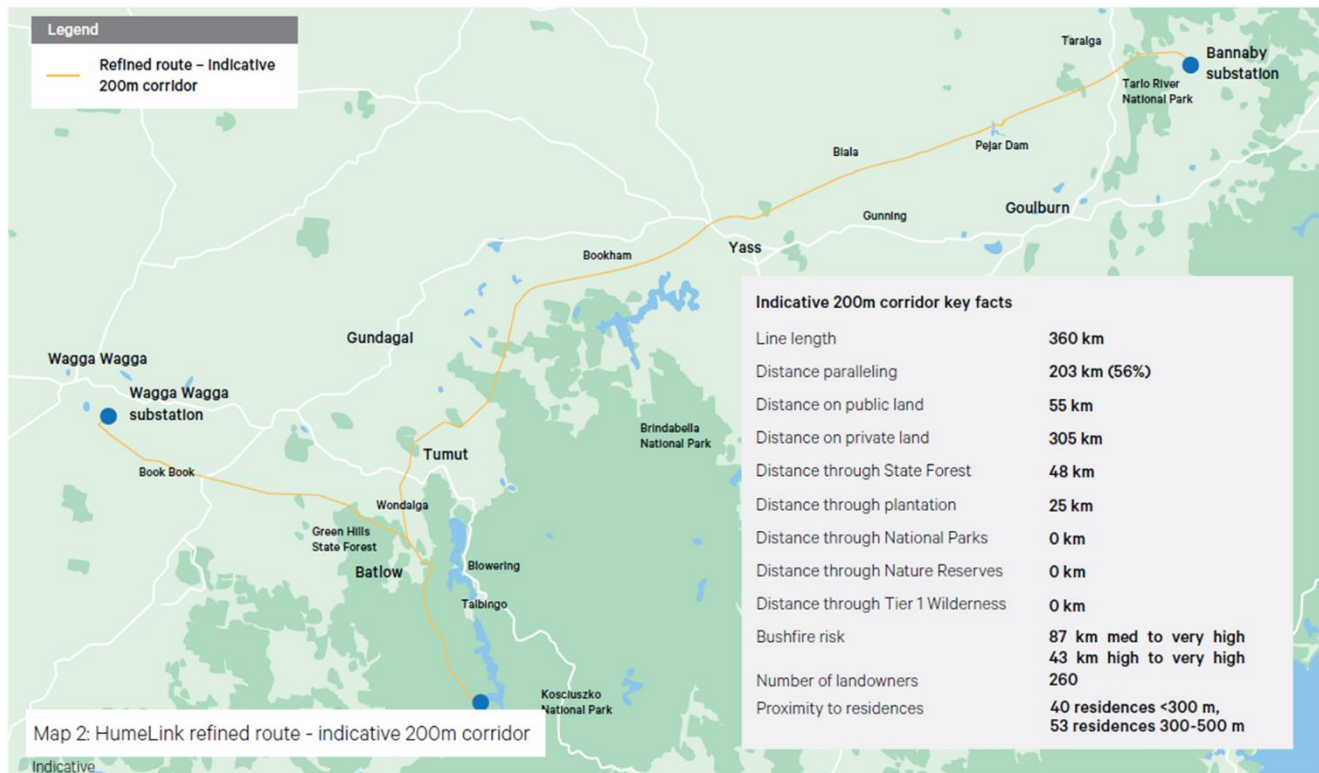 Legend
Refined route – indicative
200m corridor
Taralga
Bannaby
substation
Tarlo River
National Park
Pejar Dam
Biala
Gunning
Goulburn
Yass
Bookham
Gundagal
Wagga Wagga
Wagga Wagga
substation
Book Book
Tumut
Brindabella
National Park
Wondalga
Green Hills
State Forest
Batlow
Blowering
Talbingo
Kosciuszko
National Park
Indicative 200m corridor key facts
Line length 360 km
Distance paralleling 203 km (56%)
Distance on public land 55 km
Distance on private land 305 km
Distance through State Forest 48 km
Distance through plantation 25 km
Distance through National Parks 0 km
Distance through Nature Reserves 0 km
Distance through Tier 1 Wilderness 0 km
Bushfire risk 87 km med to very high
43 km high to very high
Number of landowners 260
Proximity to residences 40 residences <300 m,
53 residences 300-500 m
Map 2: HumeLink refined route - indicative 200m corridor
Indicative